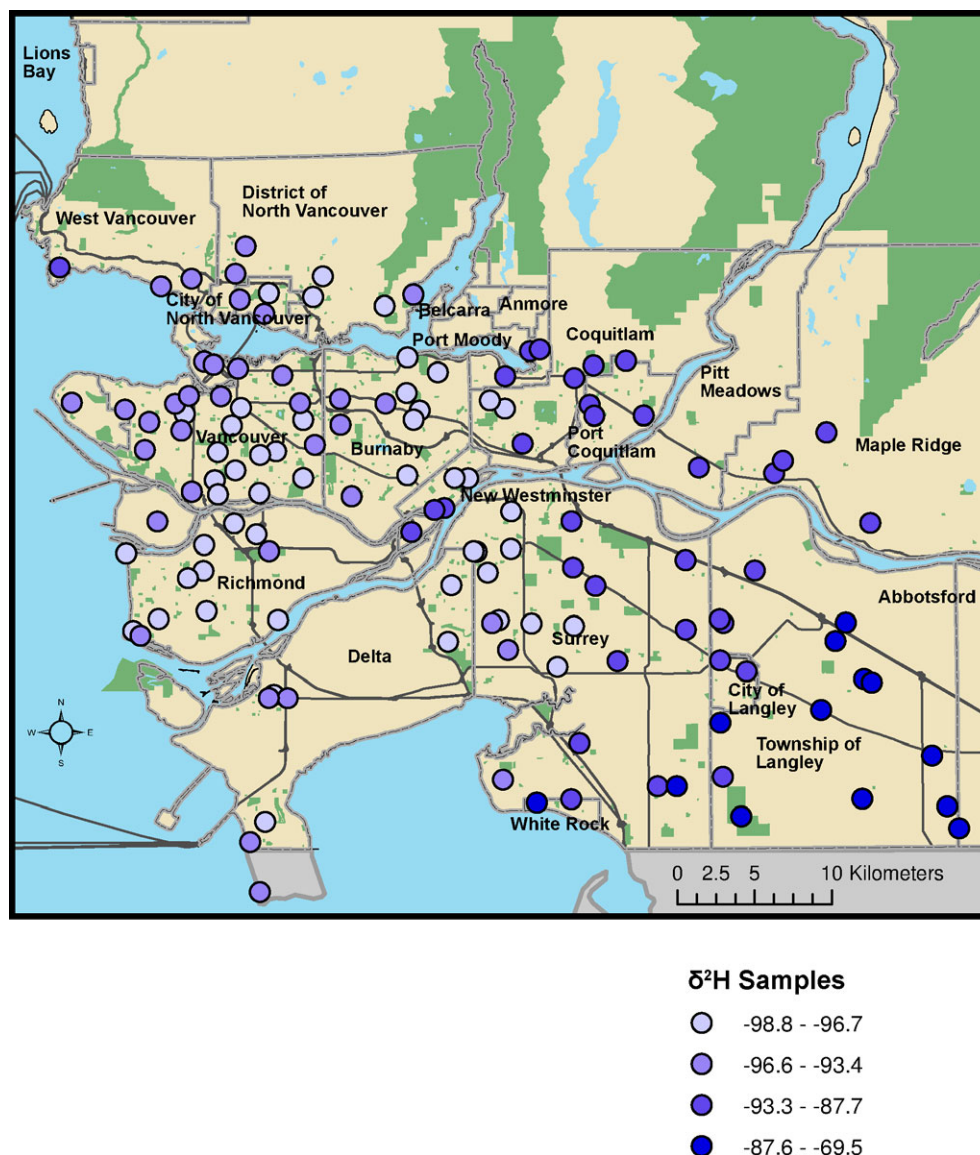 Lions
Bay
District of
North Vancouver
West Vancouver
City of
North Vancouver
Belcarra
Anmore
Port Moody
Coquitlam
Pitt
Meadows
Maple Ridge
Vancouver
Burnaby
Port
Coquitlam
New Westminster
Richmond
Abbotsford
Surrey
Delta
City of
Langley
Township of
Langley
White Rock
N
W E
S
0 2.5 5 10 Kilometers
δ²H Samples
-98.8 - -96.7
-96.6 - -93.4
-93.3 - -87.7
-87.6 - -69.5